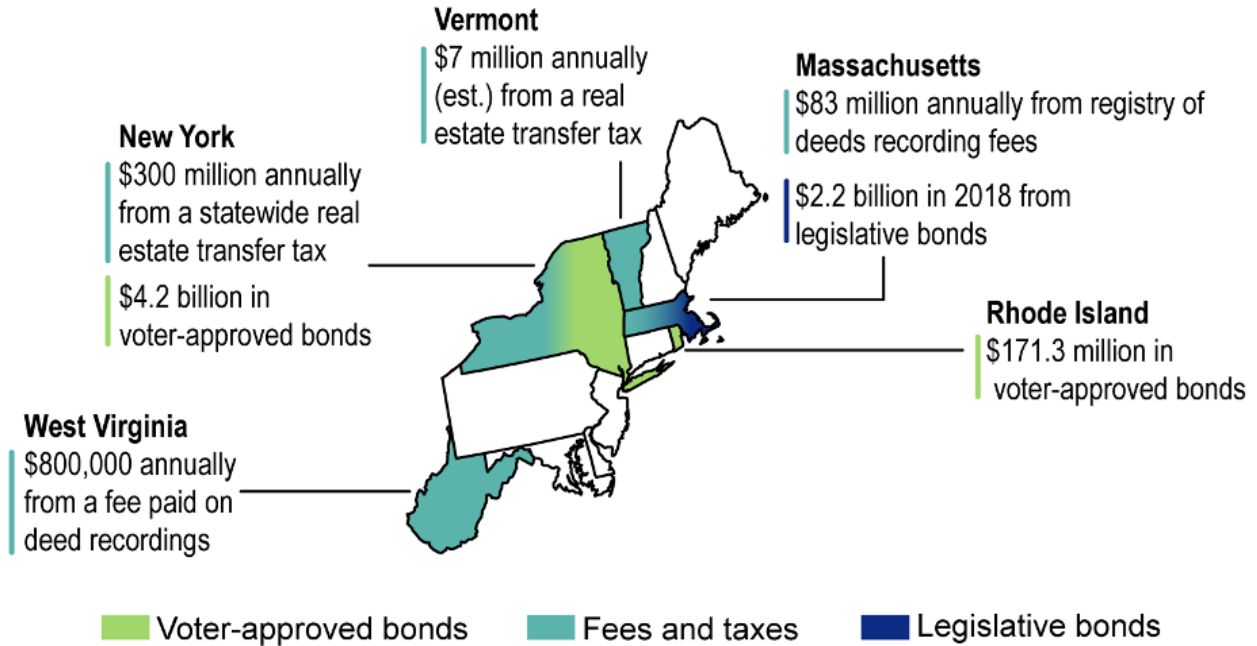 Vermont
$7 million annually
(est.) from a real
estate transfer tax
Massachusetts
$83 million annually from registry of
deeds recording fees
$2.2 billion in 2018 from
legislative bonds
New York
$300 million annually
from a statewide real
estate transfer tax
$4.2 billion in
voter-approved bonds
Rhode Island
$171.3 million in
voter-approved bonds
West Virginia
$800,000 annually
from a fee paid on
deed recordings
Voter-approved bonds
Fees and taxes
Legislative bonds